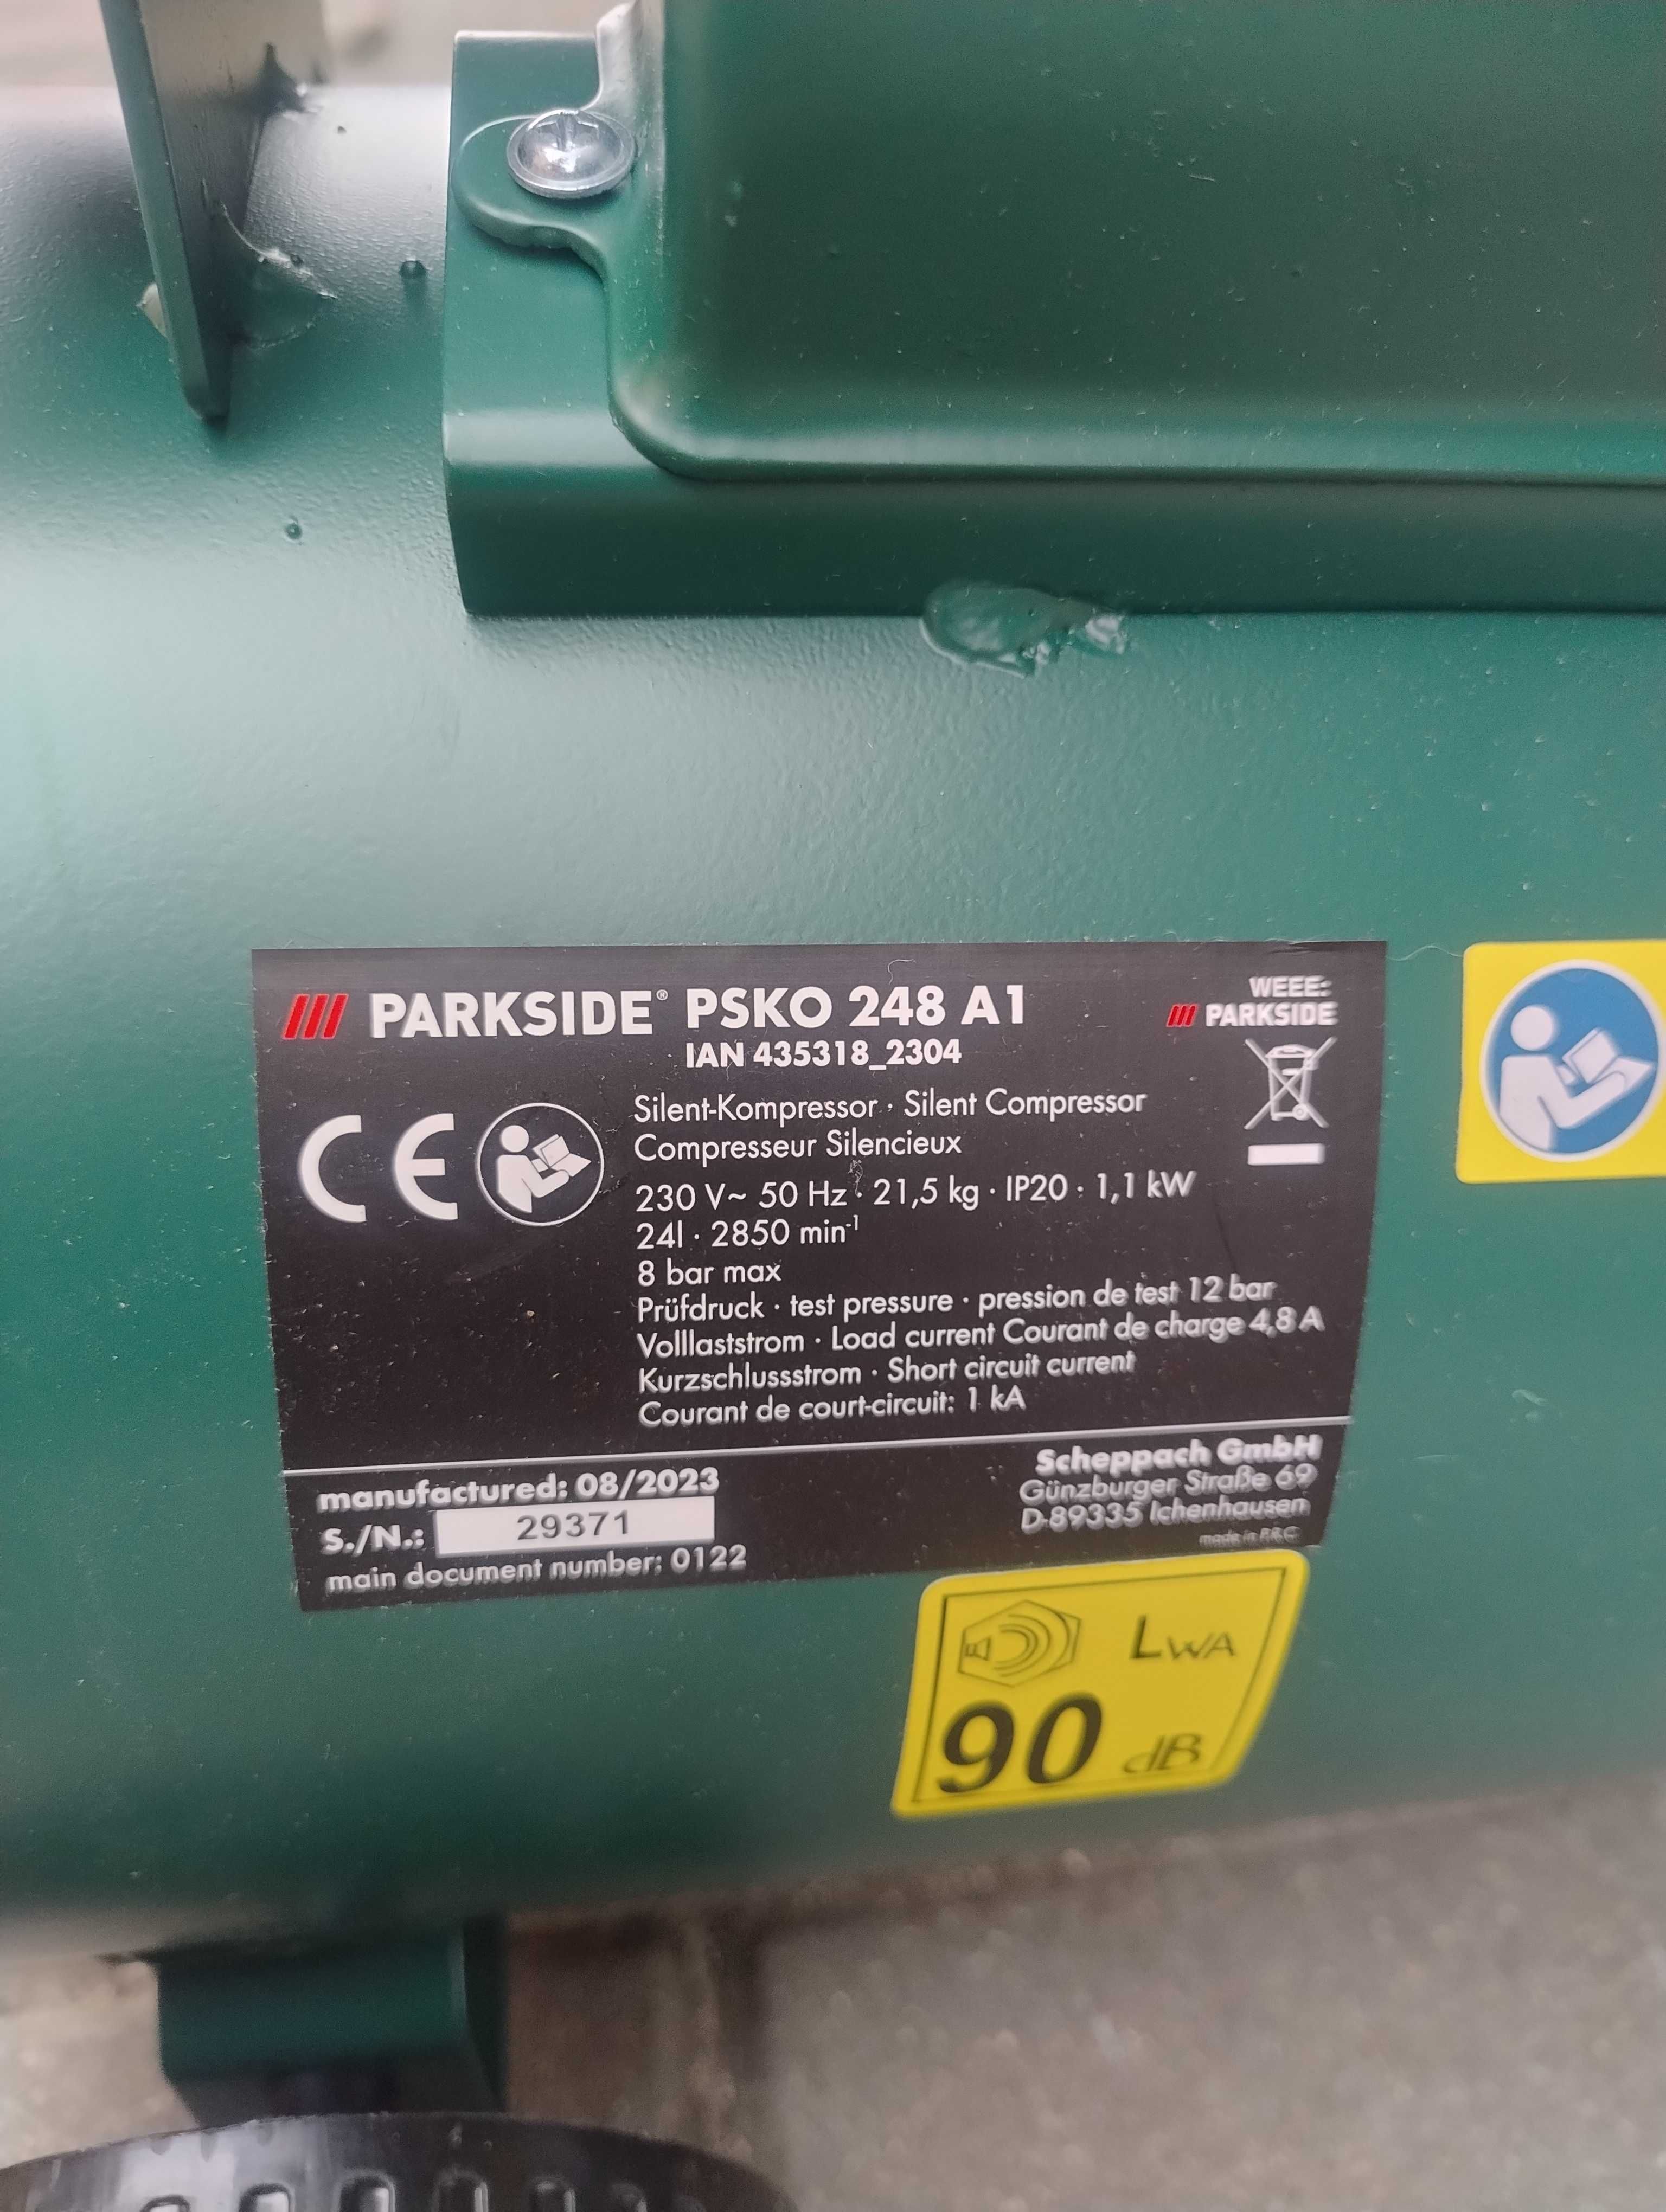 PARKSIDE® PSKO 248 A1
IAN 435318_2304
WEEE:
PARKSIDE
CE
Silent-Kompressor · Silent Compressor
Compresseur Silencieux
230 V~ 50 Hz · 21,5 kg · IP20 · 1,1 kW
24l · 2850 min⁻¹
8 bar max
Prüfdruck · test pressure · pression de test 12 bar
Volllaststrom · Load current Courant de charge 4,8 A
Kurzschlussstrom · Short circuit current
Courant de court-circuit: 1 kA
manufactured: 08/2023
S./N.: 29371
main document number: 0122
Scheppach GmbH
Günzburger Straße 69
D-89335 Ichenhausen
made in P.R.C.
LWA
90 dB